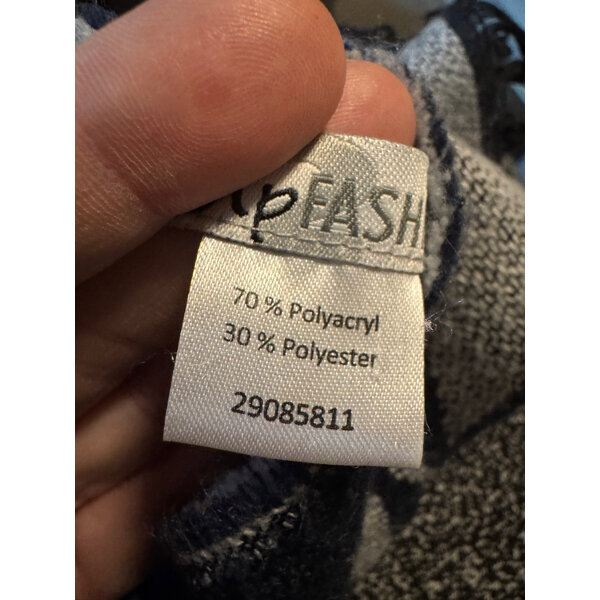 pFASH
70 % Polyacryl
30 % Polyester
29085811